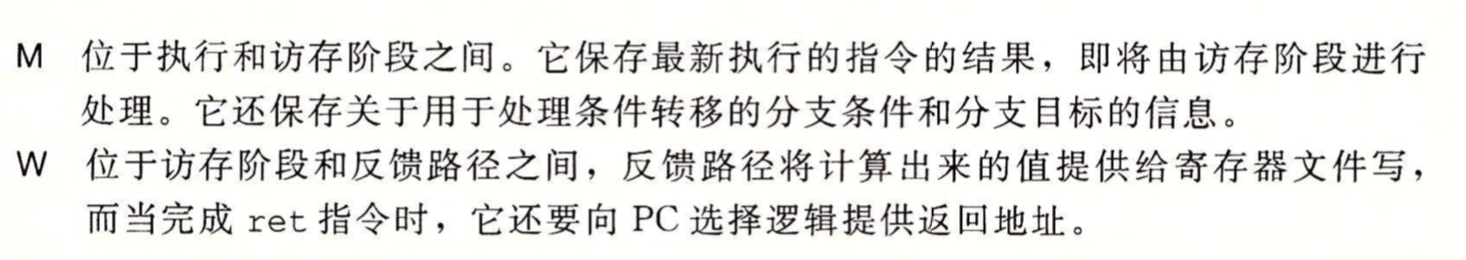 M 位于执行和访存阶段之间。它保存最新执行的指令的结果，即将由访存阶段进行
处理。它还保存关于用于处理条件转移的分支条件和分支目标的信息。
W 位于访存阶段和反馈路径之间，反馈路径将计算出来的值提供给寄存器文件写，
而当完成 ret 指令时，它还要向 PC 选择逻辑提供返回地址。